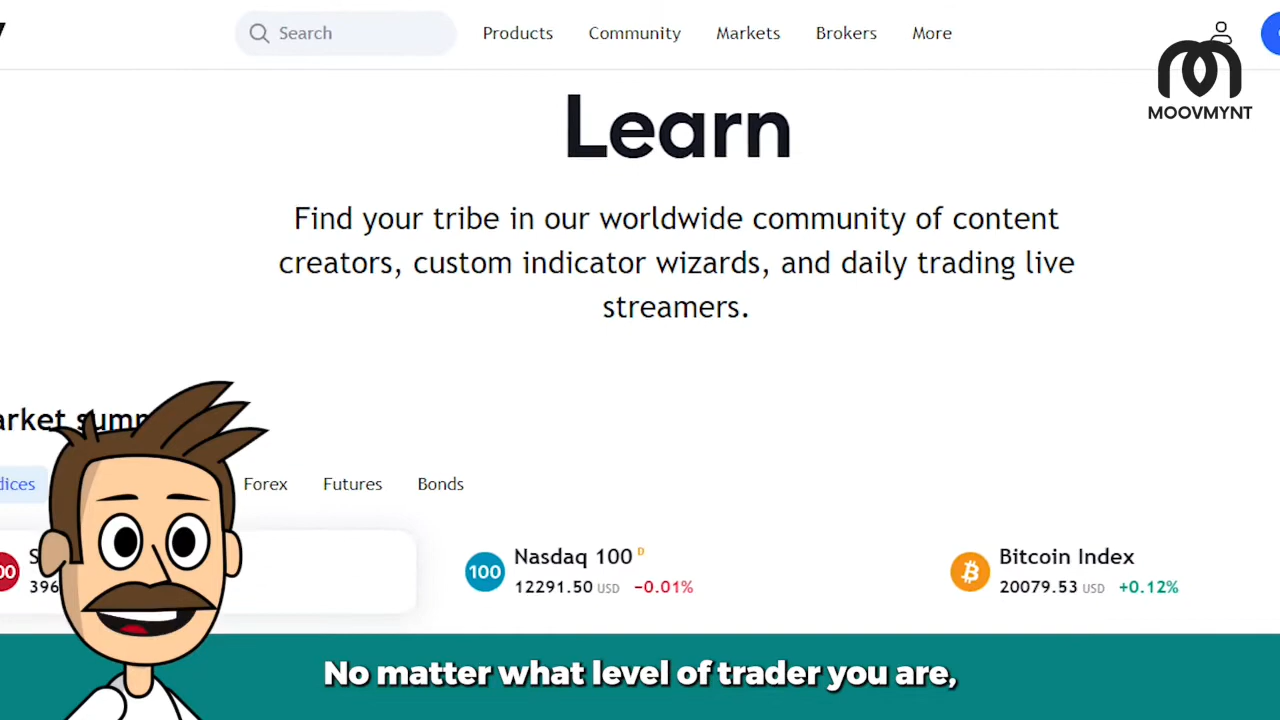 Search
Products
Community
Markets
Brokers
More
MOOVMYNT
Learn
Find your tribe in our worldwide community of content
creators, custom indicator wizards, and daily trading live
streamers.
Forex
Futures
Bonds
Nasdaq 100 D
12291.50 USD −0.01%
100
Bitcoin Index
20079.53 USD +0.12%
No matter what level of trader you are,